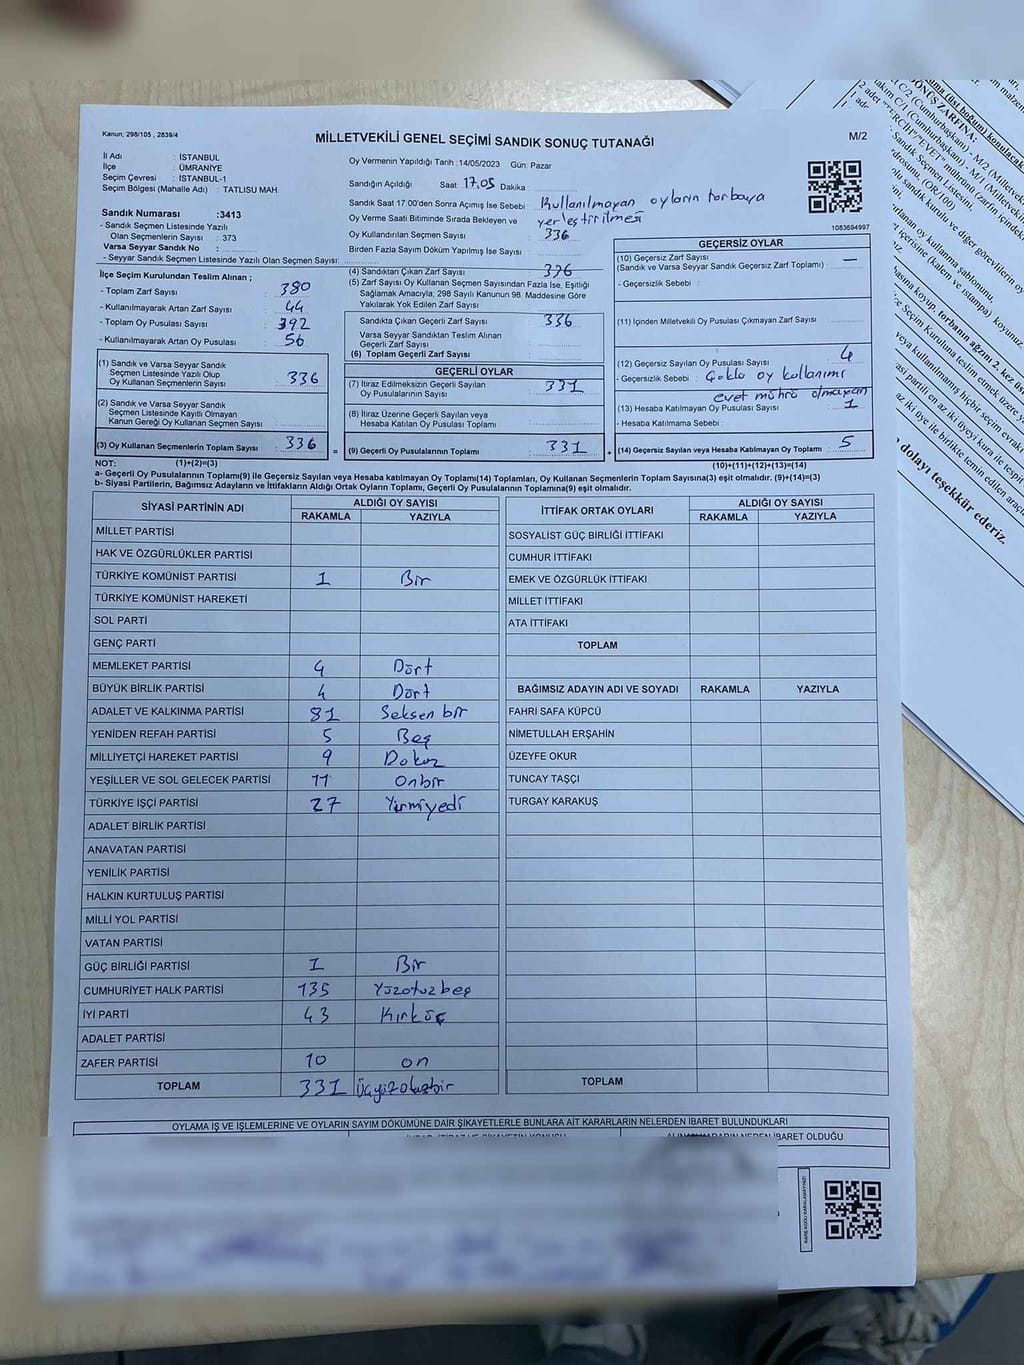 Kanun; 298/105 , 2839/4
MİLLETVEKİLİ GENEL SEÇİMİ SANDIK SONUÇ TUTANAĞI
M/2
İl Adı : İSTANBUL
İlçe : ÜMRANİYE
Seçim Çevresi : İSTANBUL-1
Seçim Bölgesi (Mahalle Adı) : TATLISU MAH.
Sandık Numarası :3413
- Sandık Seçmen Listesinde Yazılı
Olan Seçmenlerin Sayısı : 373
Varsa Seyyar Sandık No :
- Seyyar Sandık Seçmen Listesinde Yazılı Olan Seçmen Sayısı:
Oy Vermenin Yapıldığı Tarih :14/05/2023 Gün: Pazar
Sandığın Açıldığı Saat: 17,05 Dakika:
Sandık Saat 17:00'den Sonra Açımış İse Sebebi : Kullanılmayan oyların torbaya
Oy Verme Saati Bitiminde Sırada Bekleyen ve yerleştirilmesi
Oy Kullandırılan Seçmen Sayısı : 336
Birden Fazla Sayım Döküm Yapılmış İse Sayısı :
1083694997
İlçe Seçim Kurulundan Teslim Alınan ;
- Toplam Zarf Sayısı : 380
- Kullanılmayarak Artan Zarf Sayısı : 44
- Toplam Oy Pusulası Sayısı : 392
- Kullanılmayarak Artan Oy Pusulası : 56
(1) Sandık ve Varsa Seyyar Sandık
Seçmen Listesinde Yazılı Olup
Oy Kullanan Seçmenlerin Sayısı : 336
(2) Sandık ve Varsa Seyyar Sandık
Seçmen Listesinde Kayıtlı Olmayan
Kanun Gereği Oy Kullanan Seçmen Sayısı :
(3) Oy Kullanan Seçmenlerin Toplam Sayısı : 336
(4) Sandıktan Çıkan Zarf Sayısı : 336
(5) Zarf Sayısı Oy Kullanan Seçmen Sayısından Fazla İse, Eşitliği
Sağlamak Amacıyla, 298 Sayılı Kanunun 98. Maddesine Göre
Yakılarak Yok Edilen Zarf Sayısı :
Sandıkta Çıkan Geçerli Zarf Sayısı : 336
Varsa Seyyar Sandıktan Teslim Alınan
Geçerli Zarf Sayısı :
(6) Toplam Geçerli Zarf Sayısı :
GEÇERLİ OYLAR
(7) İtiraz Edilmeksizin Geçerli Sayılan
Oy Pusulalarının Sayısı : 331
(8) İtiraz Üzerine Geçerli Sayılan veya
Hesaba Katılan Oy Pusulası Toplamı :
(9) Geçerli Oy Pusulalarının Toplamı : 331
GEÇERSİZ OYLAR
(10) Geçersiz Zarf Sayısı
(Sandık ve Varsa Seyyar Sandık Geçersiz Zarf Toplamı) : —
- Geçersizlik Sebebi :
(11) İçinden Milletvekili Oy Pusulası Çıkmayan Zarf Sayısı :
(12) Geçersiz Sayılan Oy Pusulası Sayısı : 4
- Geçersizlik Sebebi : Çoklu oy kullanımı
evet mührü olmayan
(13) Hesaba Katılmayan Oy Pusulası Sayısı : 1
- Hesaba Katılmama Sebebi :
(14) Geçersiz Sayılan veya Hesaba Katılmayan Oy Toplamı : 5
NOT: (1)+(2)=(3) (10)+(11)+(12)+(13)=(14)
a- Geçerli Oy Pusulalarının Toplamı(9) ile Geçersiz Sayılan veya Hesaba katılmayan Oy Toplamı(14) Toplamları, Oy Kullanan Seçmenlerin Toplam Sayısına(3) eşit olmalıdır. (9)+(14)=(3)
b- Siyasi Partilerin, Bağımsız Adayların ve İttifakların Aldığı Ortak Oyların Toplamı, Geçerli Oy Pusulalarının Toplamına(9) eşit olmalıdır.
SİYASİ PARTİNİN ADI ALDIĞI OY SAYISI
RAKAMLA YAZIYLA
MİLLET PARTİSİ
HAK VE ÖZGÜRLÜKLER PARTİSİ
TÜRKİYE KOMÜNİST PARTİSİ 1 Bir
TÜRKİYE KOMÜNİST HAREKETİ
SOL PARTİ
GENÇ PARTİ
MEMLEKET PARTİSİ 4 Dört
BÜYÜK BİRLİK PARTİSİ 4 Dört
ADALET VE KALKINMA PARTİSİ 81 Seksen bir
YENİDEN REFAH PARTİSİ 5 Beş
MİLLİYETÇİ HAREKET PARTİSİ 9 Dokuz
YEŞİLLER VE SOL GELECEK PARTİSİ 11 Onbir
TÜRKİYE İŞÇİ PARTİSİ 27 Yirmiyedi
ADALET BİRLİK PARTİSİ
ANAVATAN PARTİSİ
YENİLİK PARTİSİ
HALKIN KURTULUŞ PARTİSİ
MİLLİ YOL PARTİSİ
VATAN PARTİSİ
GÜÇ BİRLİĞİ PARTİSİ 1 Bir
CUMHURİYET HALK PARTİSİ 135 Yüzotuzbeş
İYİ PARTİ 43 Kırküç
ADALET PARTİSİ
ZAFER PARTİSİ 10 on
TOPLAM 331 Üçyüzotuzbir
İTTİFAK ORTAK OYLARI ALDIĞI OY SAYISI
RAKAMLA YAZIYLA
SOSYALİST GÜÇ BİRLİĞİ İTTİFAKI
CUMHUR İTTİFAKI
EMEK VE ÖZGÜRLÜK İTTİFAKI
MİLLET İTTİFAKI
ATA İTTİFAKI
TOPLAM
BAĞIMSIZ ADAYIN ADI VE SOYADI RAKAMLA YAZIYLA
FAHRİ SAFA KÜPCÜ
NİMETULLAH ERŞAHİN
ÜZEYFE OKUR
TUNCAY TAŞÇI
TURGAY KARAKUŞ
TOPLAM
OYLAMA İŞ VE İŞLEMLERİNE VE OYLARIN SAYIM DÖKÜMÜNE DAİR ŞİKAYETLERLE BUNLARA AİT KARARLARIN NELERDEN İBARET BULUNDUKLARI
dolayı teşekkür ederiz.